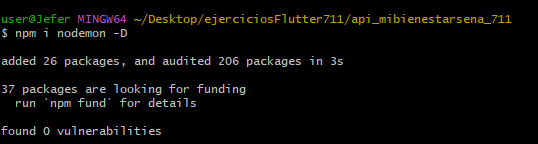 user@Jefer MINGW64 ~/Desktop/ejerciciosFlutter711/api_mibienestarsena_711
$ npm i nodemon -D
added 26 packages, and audited 206 packages in 3s
37 packages are looking for funding
run `npm fund` for details
found 0 vulnerabilities